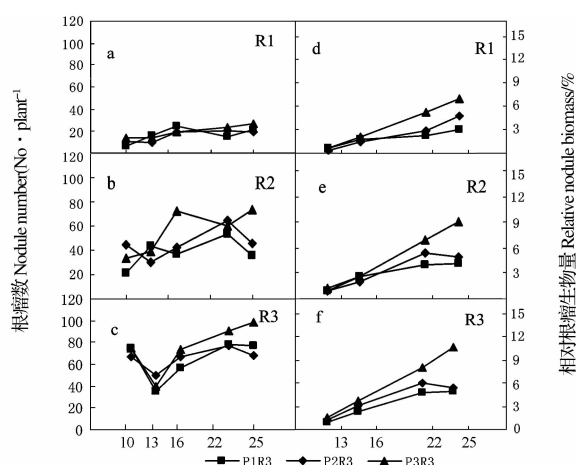 120 100 80 60 40 20
a R1
d R1
15 12 9 6 3
120 100 80 60 40 20
b R2
e R2
15 12 9 6 3
120 100 80 60 40 20 0
c R3
f R3
15 12 9 6 3 0
10 13 16 22 25
13 16 22 25
根瘤数 Nodule number(No·plant⁻¹
相对根瘤生物量 Relative nodule biomass/%
P1R3 P2R3 P3R3